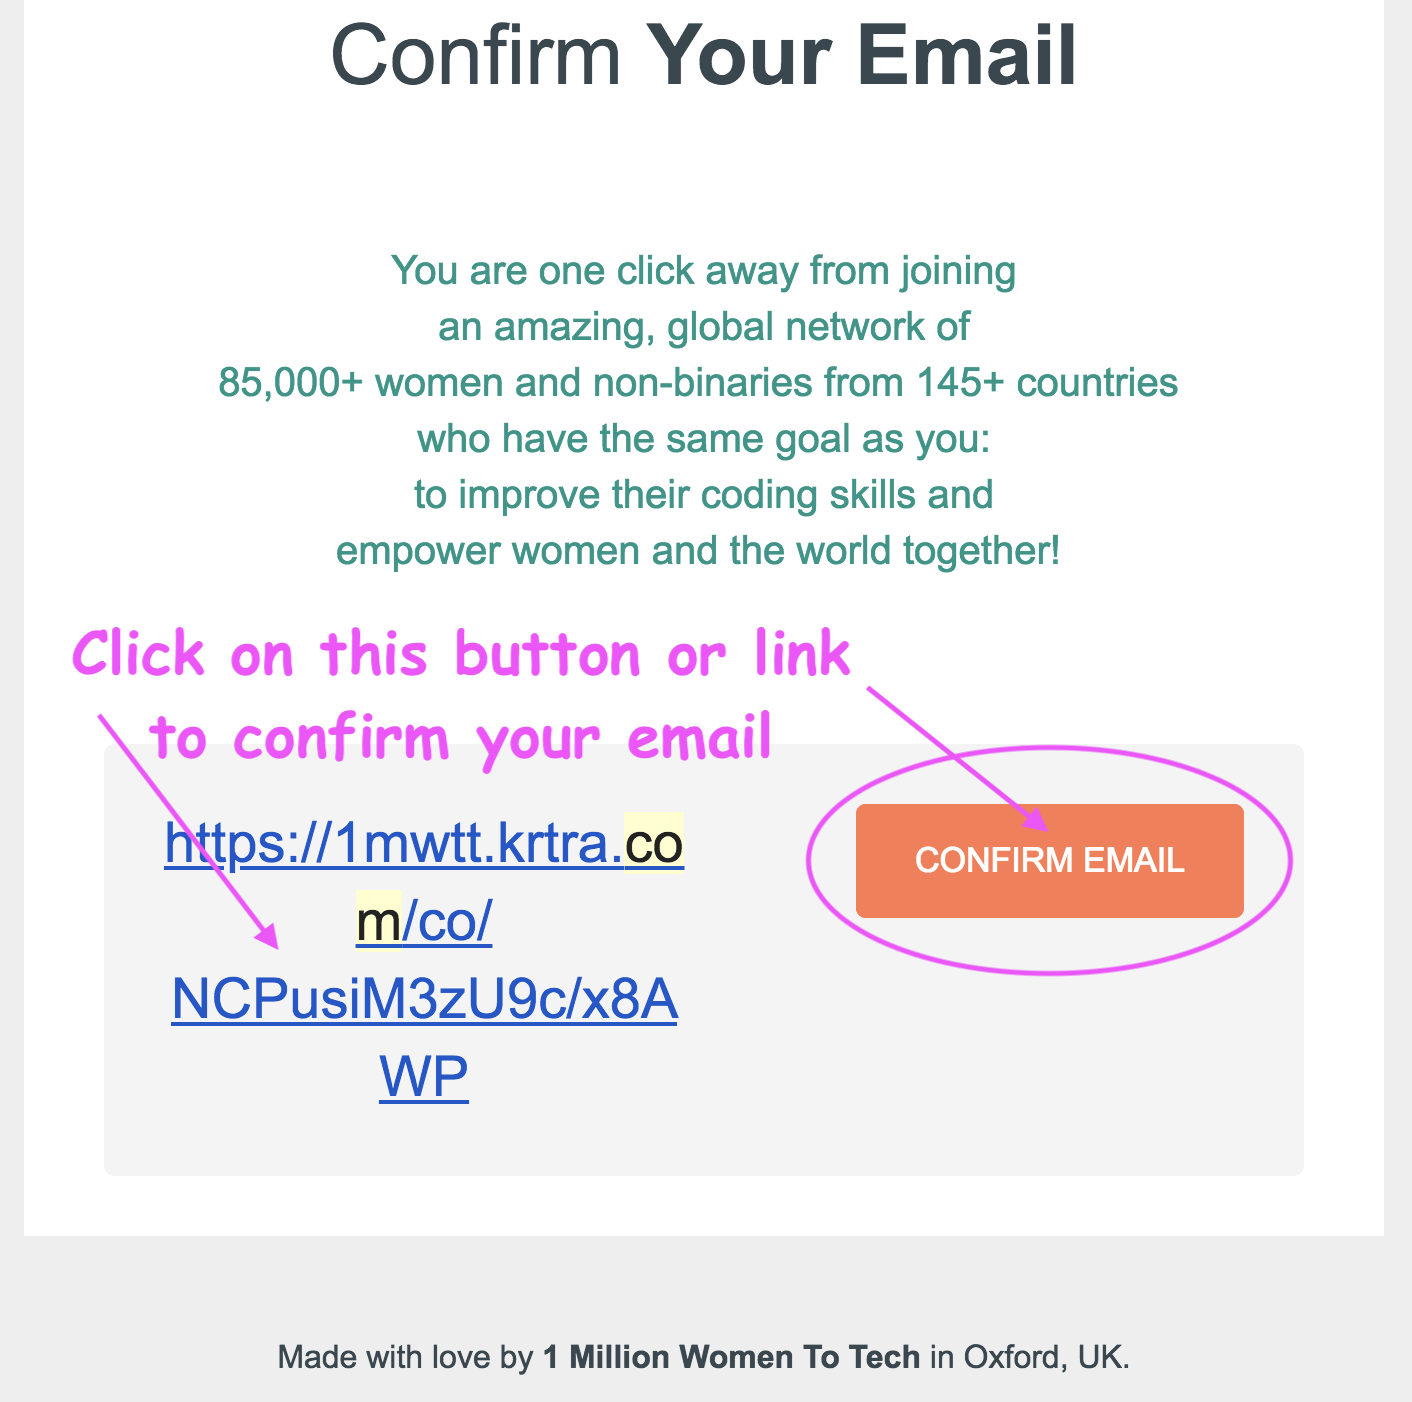 Confirm Your Email
You are one click away from joining
an amazing, global network of
85,000+ women and non-binaries from 145+ countries
who have the same goal as you:
to improve their coding skills and
empower women and the world together!
Click on this button or link
to confirm your email
https://1mwtt.krtra.co
m/co/
NCPusiM3zU9c/x8A
WP
CONFIRM EMAIL
Made with love by 1 Million Women To Tech in Oxford, UK.